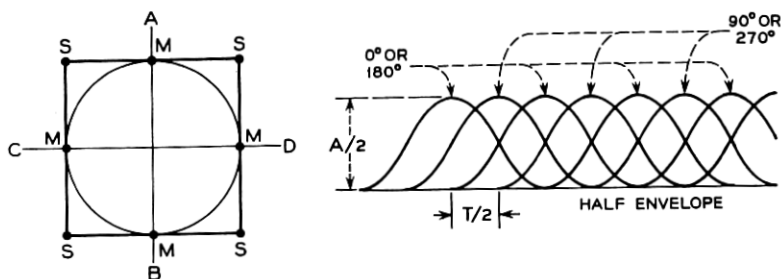 A
S M S
C M M D
S M S
B
0° OR
180°
90° OR
270°
A/2
T/2
HALF ENVELOPE